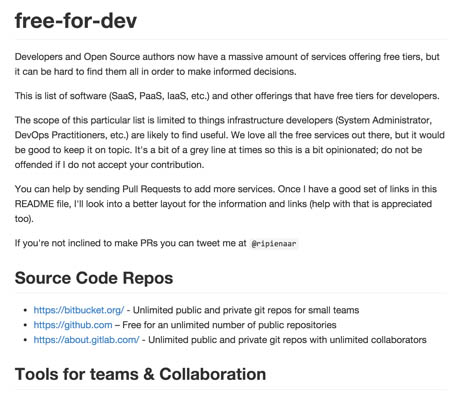 free-for-dev
Developers and Open Source authors now have a massive amount of services offering free tiers, but
it can be hard to find them all in order to make informed decisions.
This is list of software (SaaS, PaaS, IaaS, etc.) and other offerings that have free tiers for developers.
The scope of this particular list is limited to things infrastructure developers (System Administrator,
DevOps Practitioners, etc.) are likely to find useful. We love all the free services out there, but it would
be good to keep it on topic. It's a bit of a grey line at times so this is a bit opinionated; do not be
offended if I do not accept your contribution.
You can help by sending Pull Requests to add more services. Once I have a good set of links in this
README file, I'll look into a better layout for the information and links (help with that is appreciated
too).
If you're not inclined to make PRs you can tweet me at @ripienaar
Source Code Repos
• https://bitbucket.org/ - Unlimited public and private git repos for small teams
• https://github.com – Free for an unlimited number of public repositories
• https://about.gitlab.com/ - Unlimited public and private git repos with unlimited collaborators
Tools for teams & Collaboration